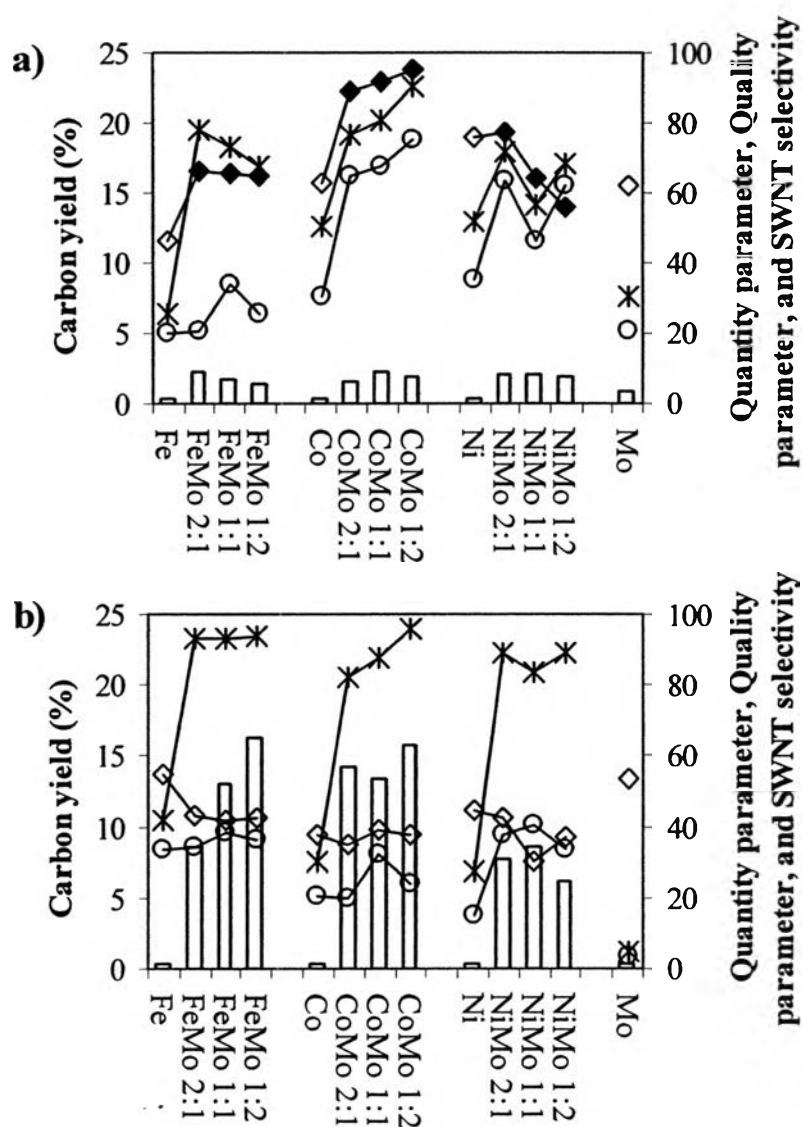 a)
Carbon yield (%)
25
20
15
10
5
0
100
80
60
40
20
0
Quantity parameter, Quality
parameter, and SWNT selectivity
Fe
FeMo 2:1
FeMo 1:1
FeMo 1:2
Co
CoMo 2:1
CoMo 1:1
CoMo 1:2
Ni
NiMo 2:1
NiMo 1:1
NiMo 1:2
Mo
b)
Carbon yield (%)
25
20
15
10
5
0
100
80
60
40
20
0
Quantity parameter, Quality
parameter, and SWNT selectivity
Fe
FeMo 2:1
FeMo 1:1
FeMo 1:2
Co
CoMo 2:1
CoMo 1:1
CoMo 1:2
Ni
NiMo 2:1
NiMo 1:1
NiMo 1:2
Mo